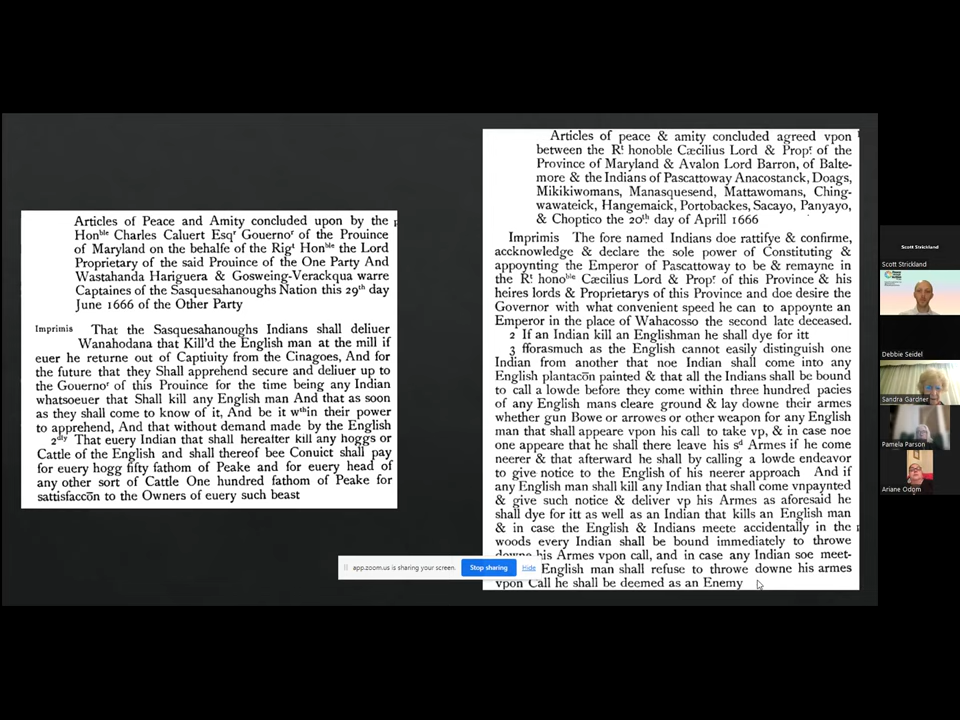 Articles of Peace and Amity concluded upon by the
Honble Charles Caluert Esqr Gouernor of the Prouince
of Maryland on the behalfe of the Rigt Honble the Lord
Proprietary of the said Prouince of the One Party And
Wastahanda Hariguera & Gosweing-Verackqua warre
Captaines of the Sasquesahanoughs Nation this 29th day
June 1666 of the Other Party
Imprimis That the Sasquesahanoughs Indians shall deliuer
Wanahodana that Kill'd the English man at the mill if
euer he returne out of Captiuity from the Cinagoes, And for
the future that they Shall apprehend secure and deliuer up to
the Gouernor of this Prouince for the time being any Indian
whatsoeuer that Shall kill any English man And that as soon
as they shall come to know of it, And be it wthin their power
to apprehend, And that without demand made by the English
2dly That euery Indian that shall hereafter kill any hoggs or
Cattle of the English and shall thereof bee Conuict shall pay
for euery hogg fifty fathom of Peake and for euery head of
any other sort of Cattle One hundred fathom of Peake for
sattisfaccōn to the Owners of euery such beast
Articles of peace & amity concluded agreed vpon
between the Rt honoble Cæcilius Lord & Propr of the
Province of Maryland & Avalon Lord Barron, of Balte-
more & the Indians of Pascattoway Anacostanck, Doags,
Mikikiwomans, Manasquesend, Mattawomans, Ching-
wawateick, Hangemaick, Portobackes, Sacayo, Panyayo,
& Choptico the 20th day of Aprill 1666
Imprimis The fore named Indians doe rattifye & confirme,
accknowledge & declare the sole power of Constituting &
appoynting the Emperor of Pascattoway to be & remayne in
the Rt honoble Cæcilius Lord & Propr of this Province & his
heires lords & Proprietarys of this Province and doe desire the
Governor with what convenient speed he can to appoynte an
Emperor in the place of Wahacosso the second late deceased.
2 If an Indian kill an Englishman he shall dye for itt
3 fforasmuch as the English cannot easily distinguish one
Indian from another that noe Indian shall come into any
English plantacōn painted & that all the Indians shall be bound
to call a lowde before they come within three hundred pacies
of any English mans cleare ground & lay downe their armes
whether gun Bowe or arrowes or other weapon for any English
man that shall appeare vpon his call to take vp, & in case noe
one appeare that he shall there leave his sd Armes if he come
neerer & that afterward he shall by calling a lowde endeavor
to give notice to the English of his neerer approach And if
any English man shall kill any Indian that shall come vnpaynted
& give such notice & deliver vp his Armes as aforesaid he
shall dye for itt as well as an Indian that kills an English man
& in case the English & Indians meete accidentally in the
woods every Indian shall be bound immediately to throwe
downe his Armes vpon call, and in case any Indian soe meet-
English man shall refuse to throwe downe his armes
vpon Call he shall be deemed as an Enemy
app.zoom.us is sharing your screen. Stop sharing Hide
Scott Strickland
Scott Strickland
Debbie Seidel
Sandra Gardner
Pamela Parson
Ariane Odom